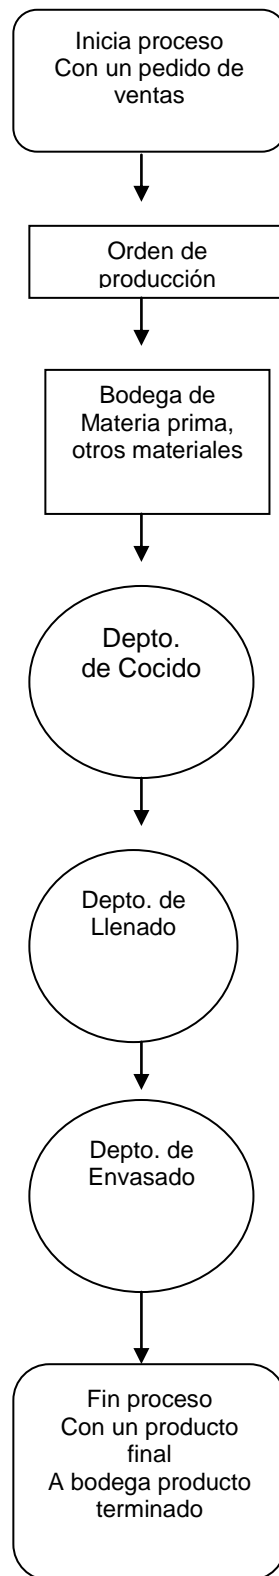 Inicia proceso
Con un pedido de
ventas
Orden de
producción
Bodega de
Materia prima,
otros materiales
Depto.
de Cocido
Depto. de
Llenado
Depto. de
Envasado
Fin proceso
Con un producto
final
A bodega producto
terminado